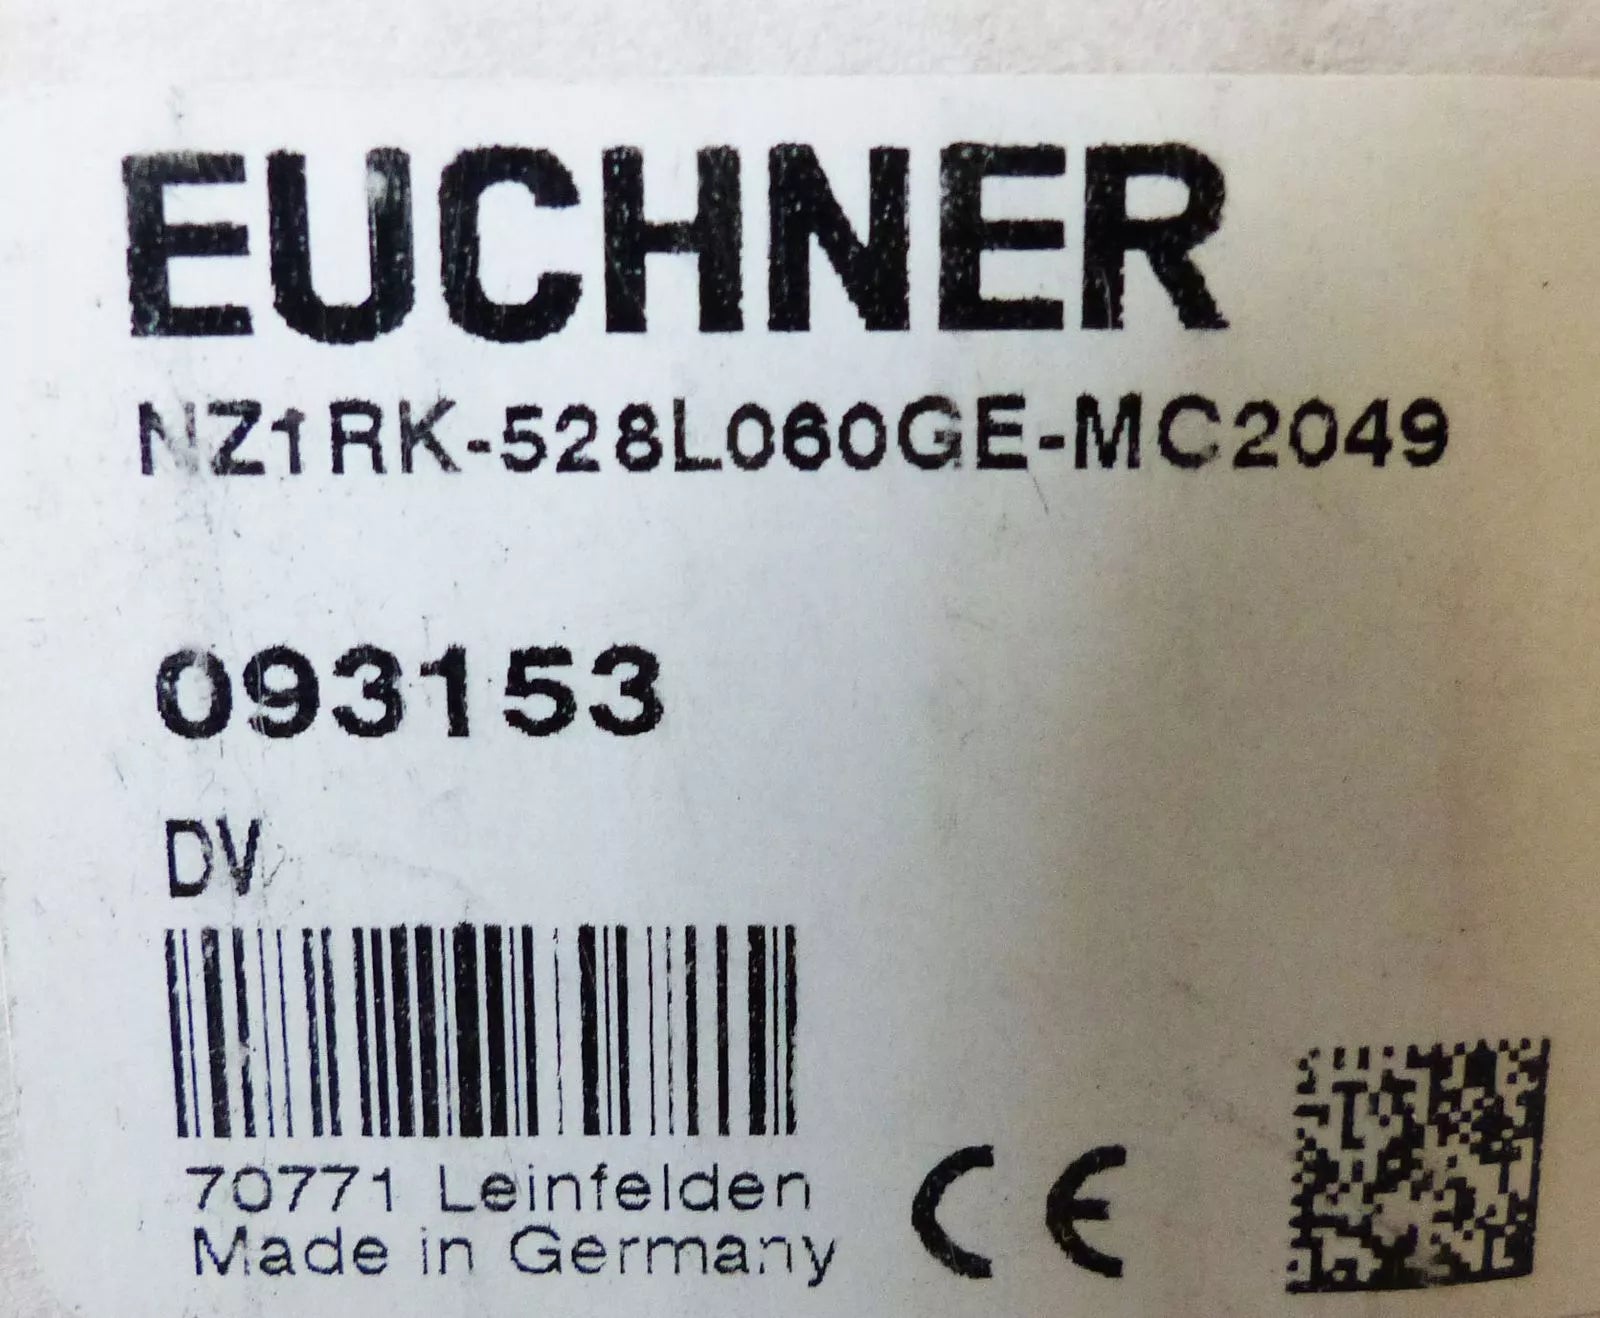 EUCHNER
NZ1RK-528L060GE-MC2049
093153
DV
70771 Leinfelden
Made in Germany
CE